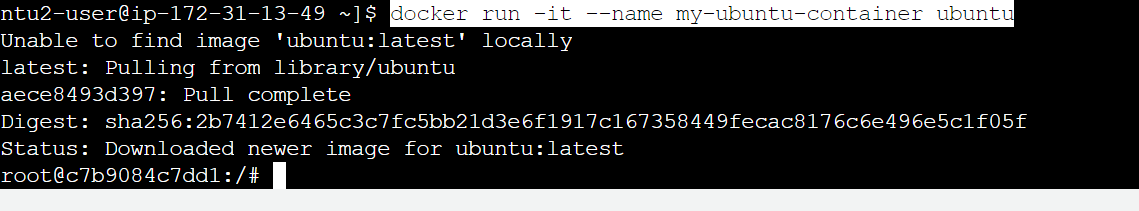 ntu2-user@ip-172-31-13-49 ~]$ docker run -it --name my-ubuntu-container ubuntu
Unable to find image 'ubuntu:latest' locally
latest: Pulling from library/ubuntu
aece8493d397: Pull complete
Digest: sha256:2b7412e6465c3c7fc5bb21d3e6f1917c167358449fecac8176c6e496e5c1f05f
Status: Downloaded newer image for ubuntu:latest
root@c7b9084c7dd1:/#